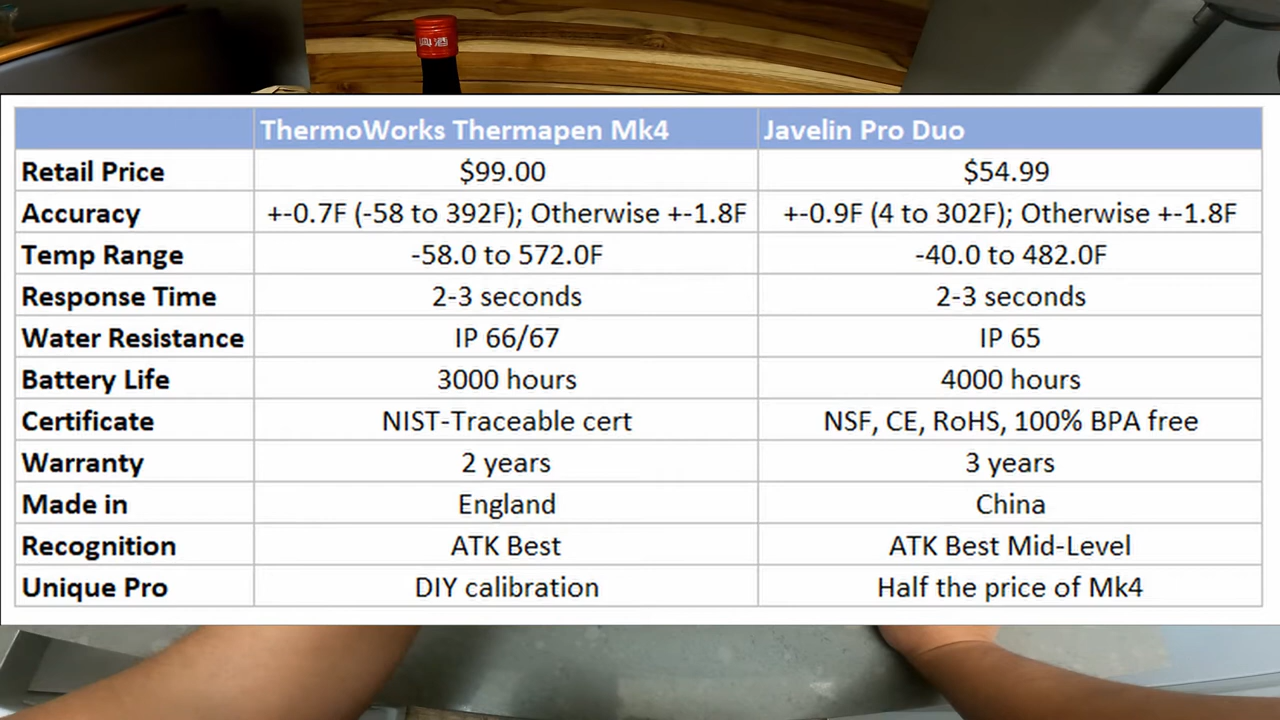 ThermoWorks Thermapen Mk4 Javelin Pro Duo
Retail Price $99.00 $54.99
Accuracy +-0.7F (-58 to 392F); Otherwise +-1.8F +-0.9F (4 to 302F); Otherwise +-1.8F
Temp Range -58.0 to 572.0F -40.0 to 482.0F
Response Time 2-3 seconds 2-3 seconds
Water Resistance IP 66/67 IP 65
Battery Life 3000 hours 4000 hours
Certificate NIST-Traceable cert NSF, CE, RoHS, 100% BPA free
Warranty 2 years 3 years
Made in England China
Recognition ATK Best ATK Best Mid-Level
Unique Pro DIY calibration Half the price of Mk4